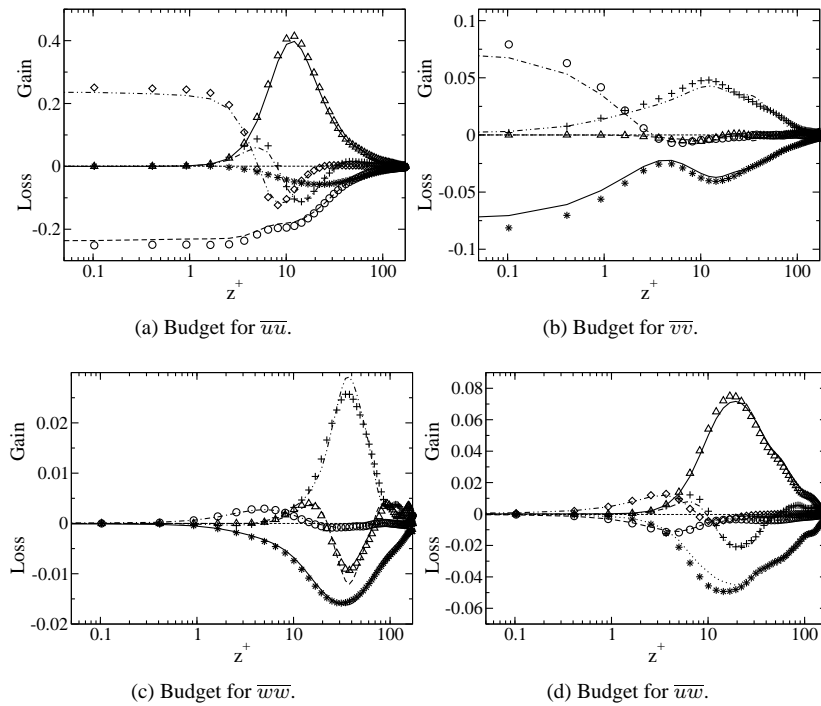 0.4
0.2
0
-0.2
Gain
Loss
0.1 1 10 100
z+
(a) Budget for uu.
0.1
0.05
0
-0.05
-0.1
Gain
Loss
0.1 1 10 100
z+
(b) Budget for vv.
0.02
0.01
0
-0.01
-0.02
Gain
Loss
0.1 1 10 100
z+
(c) Budget for ww.
0.08
0.06
0.04
0.02
0
-0.02
-0.04
-0.06
Gain
Loss
0.1 1 10 100
z+
(d) Budget for uw.